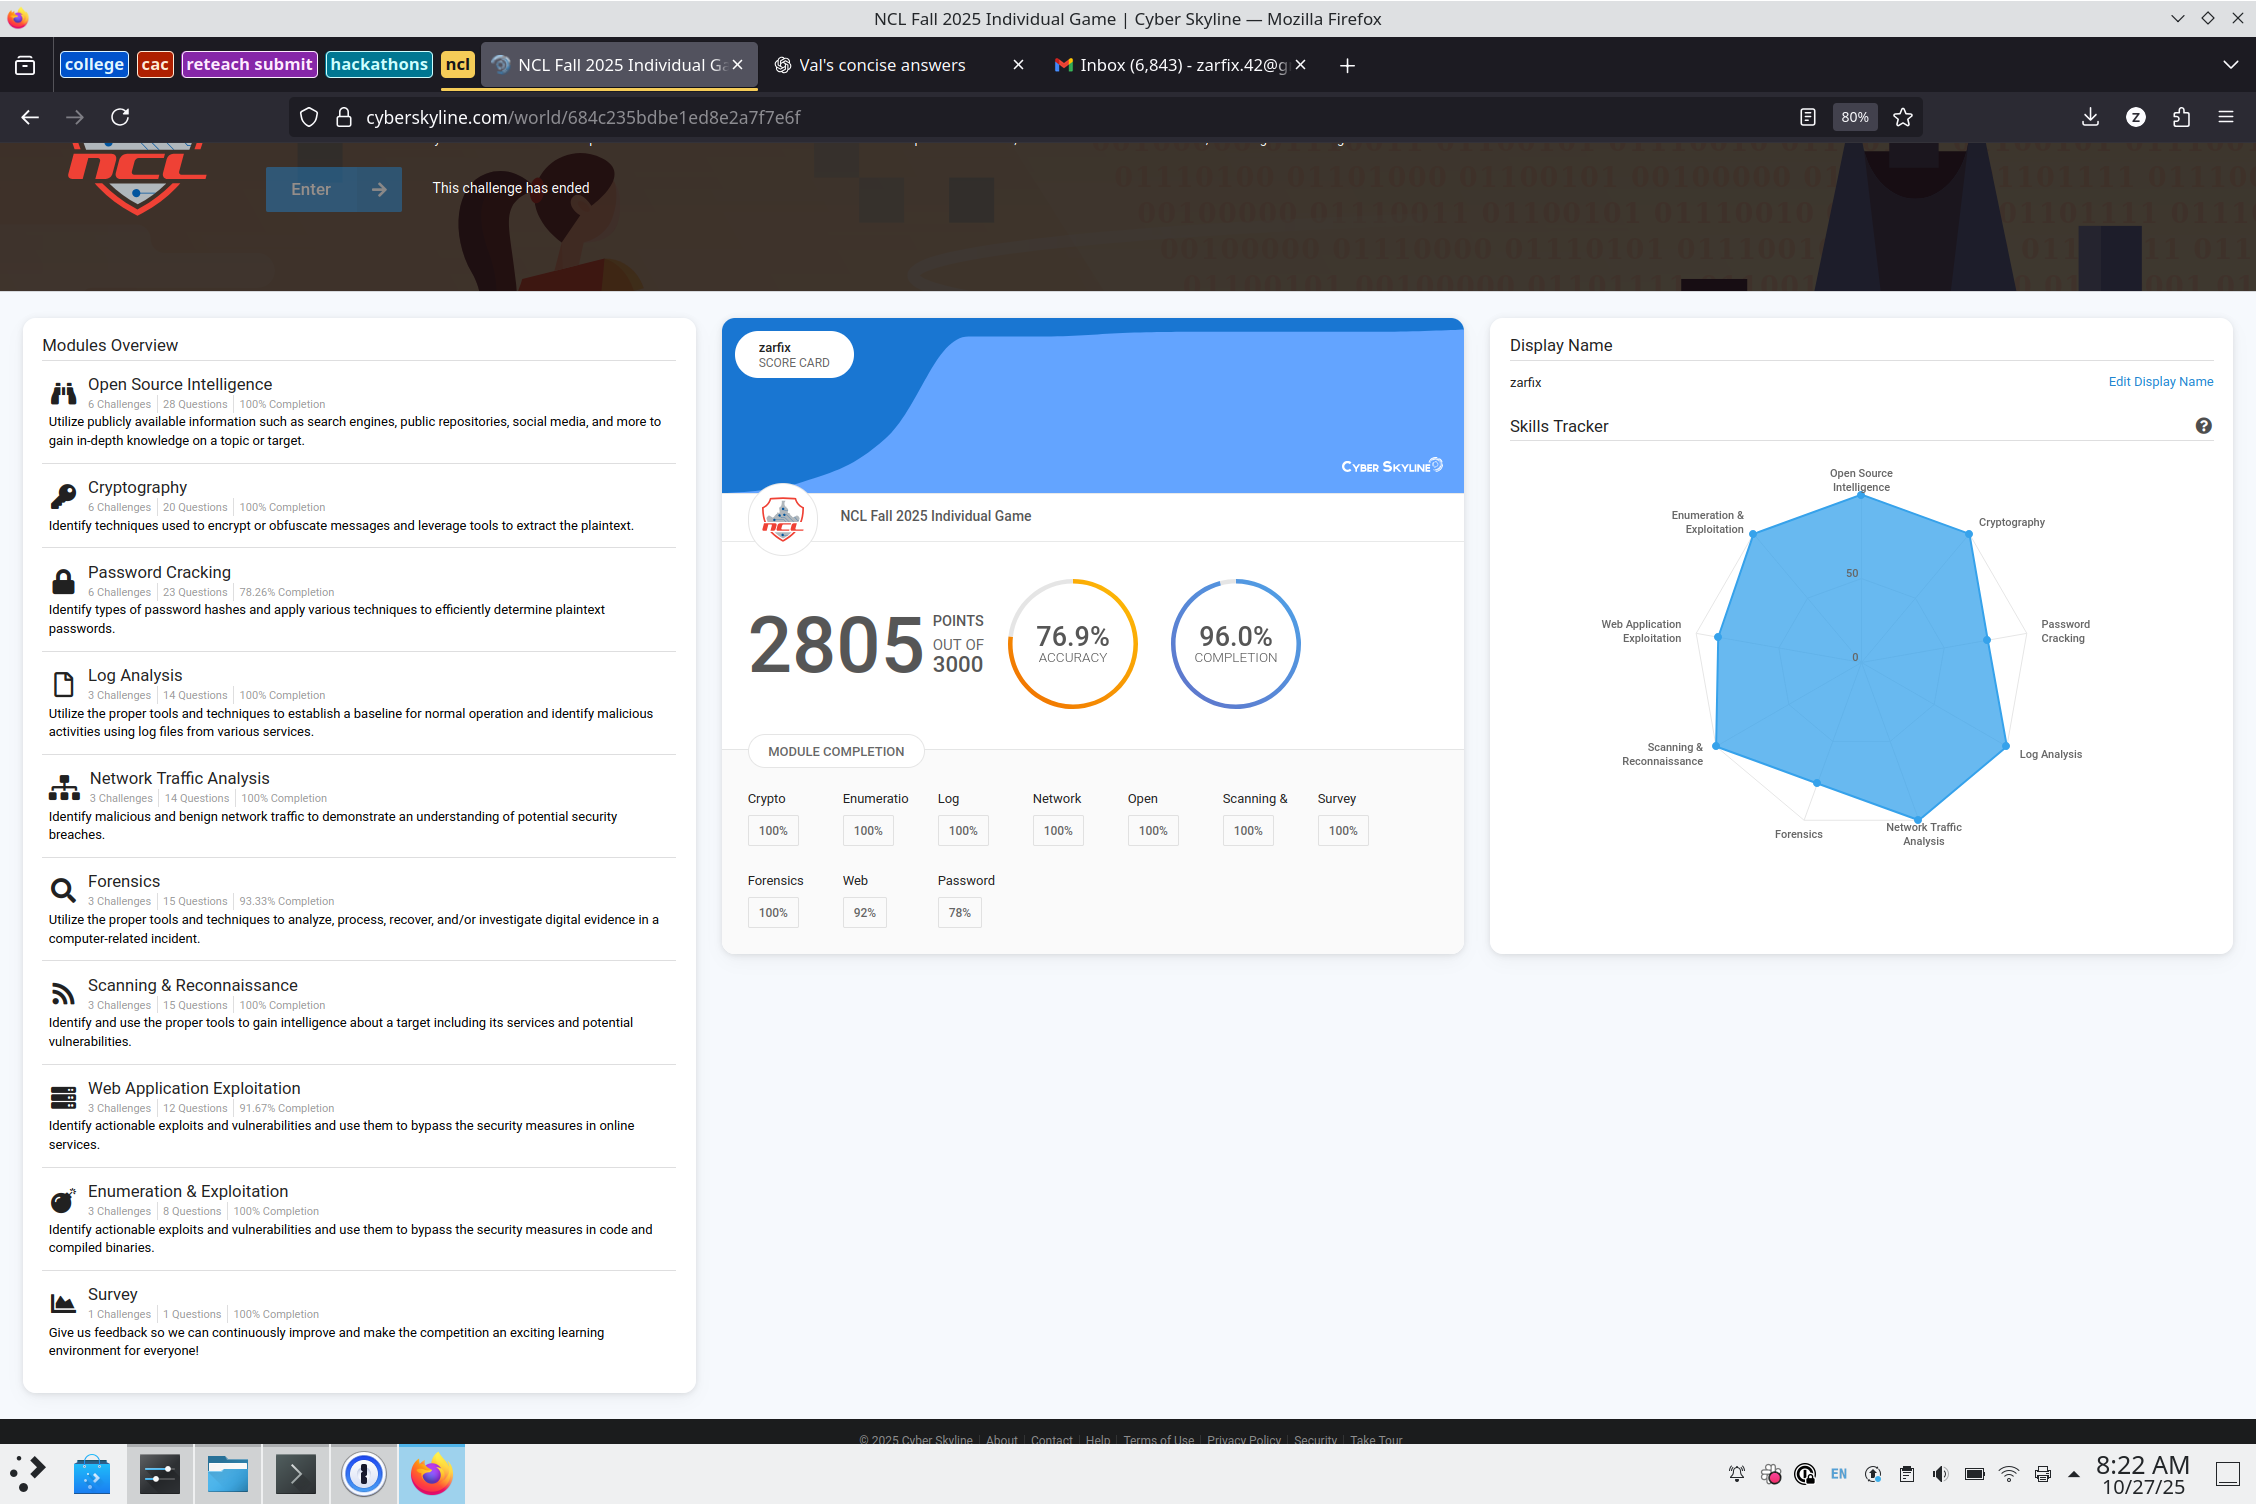 NCL Fall 2025 Individual Game | Cyber Skyline — Mozilla Firefox
college cac reteach submit hackathons ncl NCL Fall 2025 Individual Ga Val's concise answers Inbox (6,843) - zarfix.42@g
cyberskyline.com/world/684c235bdbe1ed8e2a7f7e6f 80% Z
NCL
Enter This challenge has ended
Modules Overview
Open Source Intelligence
6 Challenges 28 Questions 100% Completion
Utilize publicly available information such as search engines, public repositories, social media, and more to
gain in-depth knowledge on a topic or target.
Cryptography
6 Challenges 20 Questions 100% Completion
Identify techniques used to encrypt or obfuscate messages and leverage tools to extract the plaintext.
Password Cracking
6 Challenges 23 Questions 78.26% Completion
Identify types of password hashes and apply various techniques to efficiently determine plaintext
passwords.
Log Analysis
3 Challenges 14 Questions 100% Completion
Utilize the proper tools and techniques to establish a baseline for normal operation and identify malicious
activities using log files from various services.
Network Traffic Analysis
3 Challenges 14 Questions 100% Completion
Identify malicious and benign network traffic to demonstrate an understanding of potential security
breaches.
Forensics
3 Challenges 15 Questions 93.33% Completion
Utilize the proper tools and techniques to analyze, process, recover, and/or investigate digital evidence in a
computer-related incident.
Scanning & Reconnaissance
3 Challenges 15 Questions 100% Completion
Identify and use the proper tools to gain intelligence about a target including its services and potential
vulnerabilities.
Web Application Exploitation
3 Challenges 12 Questions 91.67% Completion
Identify actionable exploits and vulnerabilities and use them to bypass the security measures in online
services.
Enumeration & Exploitation
3 Challenges 8 Questions 100% Completion
Identify actionable exploits and vulnerabilities and use them to bypass the security measures in code and
compiled binaries.
Survey
1 Challenges 1 Questions 100% Completion
Give us feedback so we can continuously improve and make the competition an exciting learning
environment for everyone!
zarfix
SCORE CARD
CYBER SKYLINE
NCL
NCL Fall 2025 Individual Game
2805
POINTS
OUT OF
3000
76.9%
ACCURACY
96.0%
COMPLETION
MODULE COMPLETION
Crypto Enumeratio Log Network Open Scanning & Survey
100% 100% 100% 100% 100% 100% 100%
Forensics Web Password
100% 92% 78%
Display Name
zarfix Edit Display Name
Skills Tracker
Open Source
Intelligence
Cryptography
Password
Cracking
Log Analysis
Network Traffic
Analysis
Forensics
Scanning &
Reconnaissance
Web Application
Exploitation
Enumeration &
Exploitation
50
0
© 2025 Cyber Skyline About Contact Help Terms of Use Privacy Policy Security Take Tour
EN
8:22 AM
10/27/25